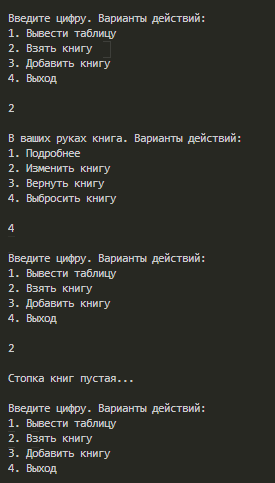 Введите цифру. Варианты действий:
1. Вывести таблицу
2. Взять книгу
3. Добавить книгу
4. Выход
2
В ваших руках книга. Варианты действий:
1. Подробнее
2. Изменить книгу
3. Вернуть книгу
4. Выбросить книгу
4
Введите цифру. Варианты действий:
1. Вывести таблицу
2. Взять книгу
3. Добавить книгу
4. Выход
2
Стопка книг пустая...
Введите цифру. Варианты действий:
1. Вывести таблицу
2. Взять книгу
3. Добавить книгу
4. Выход